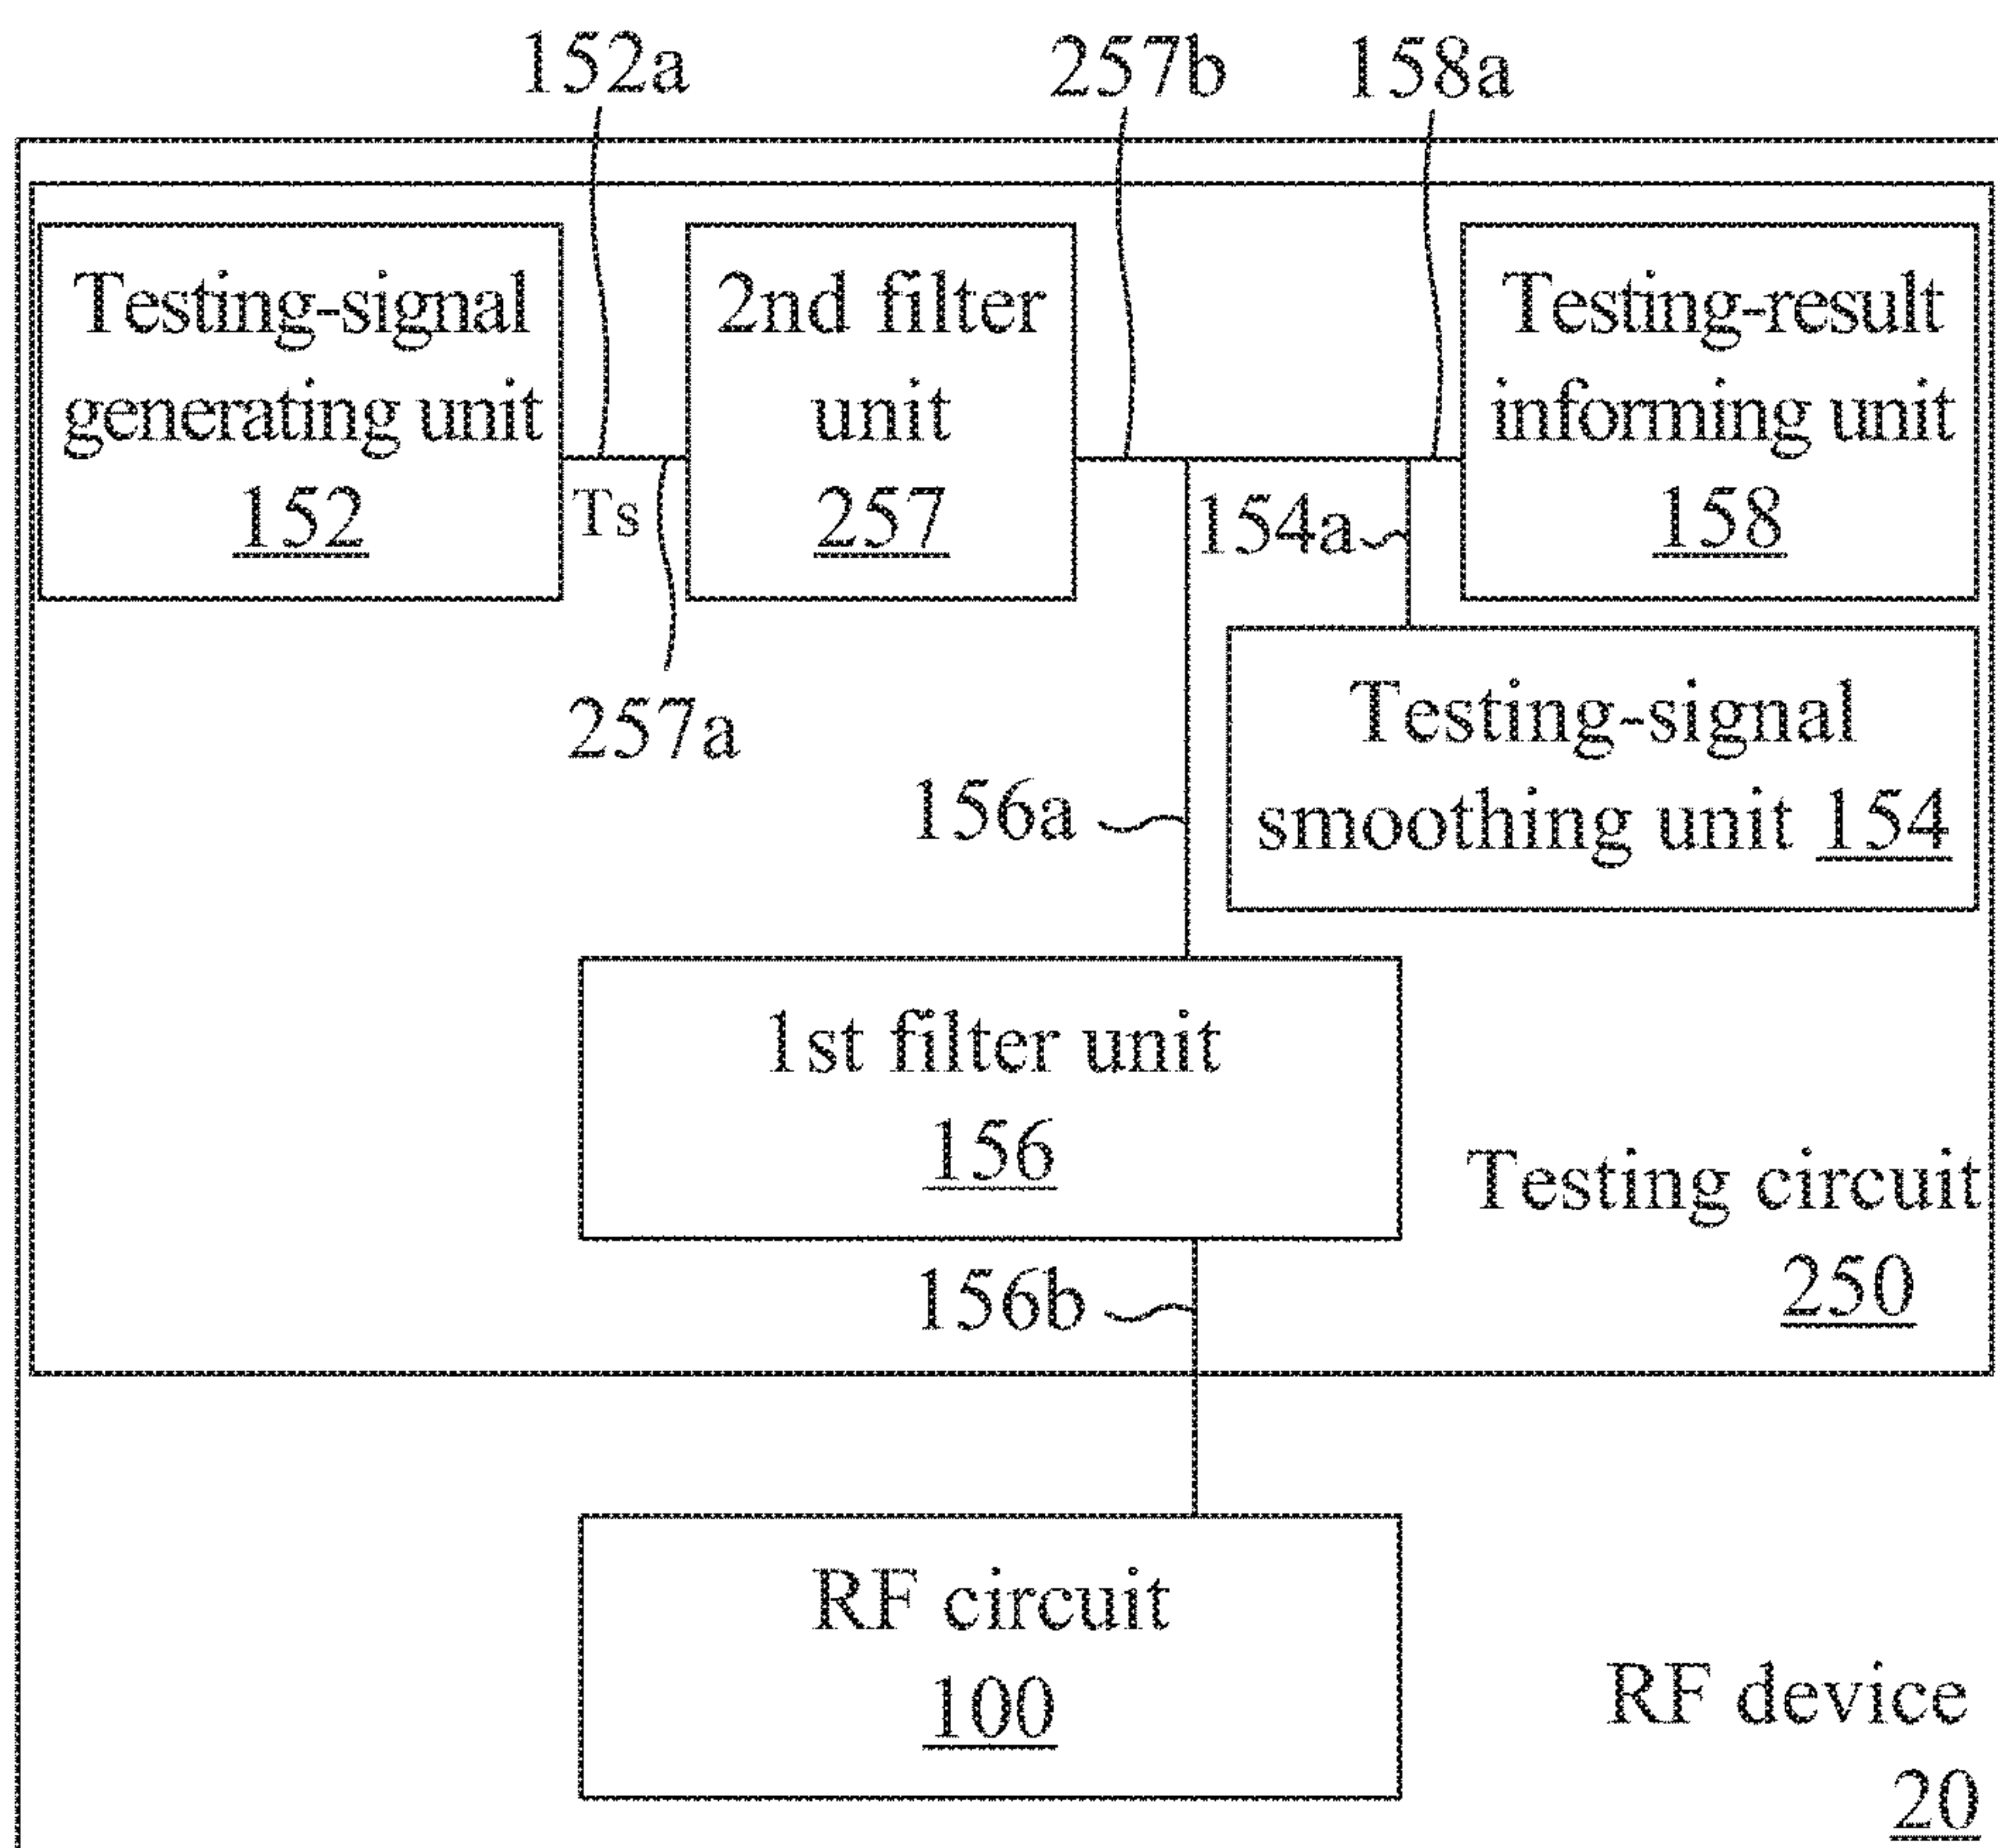 152a
257b
158a
Testing-signal
generating unit
152
Ts
2nd filter
unit
257
Testing-result
informing unit
158
154a
257a
Testing-signal
smoothing unit 154
156a
1st filter unit
156
Testing circuit
250
156b
RF circuit
100
RF device
20